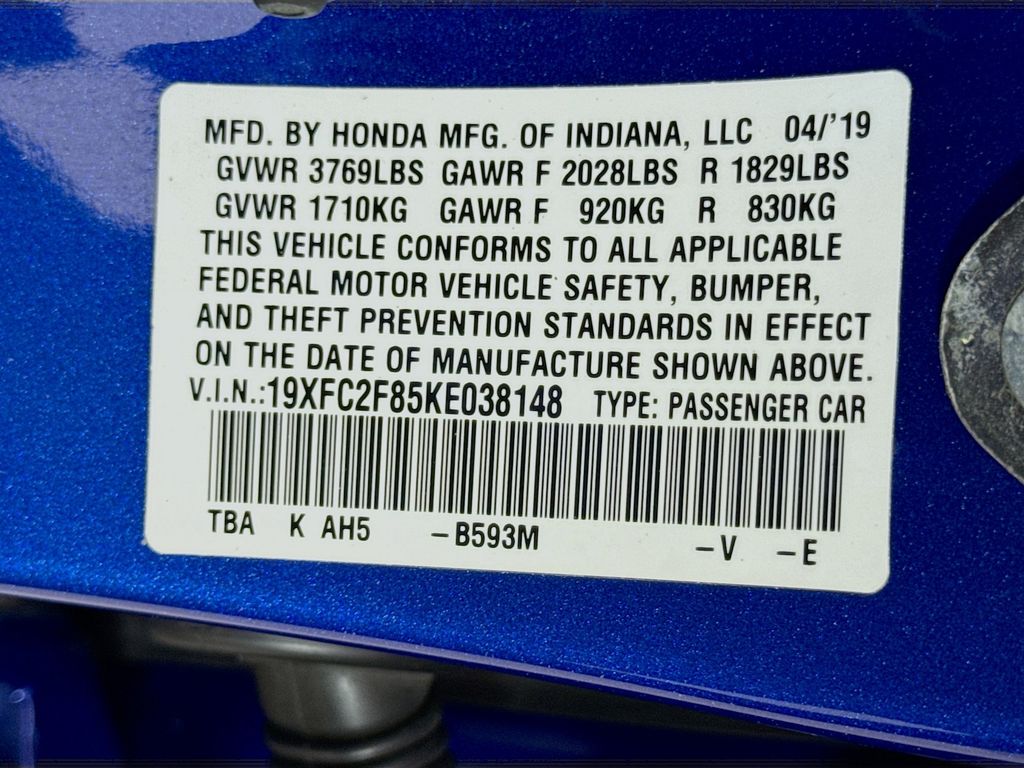 MFD. BY HONDA MFG. OF INDIANA, LLC 04/'19
GVWR 3769LBS GAWR F 2028LBS R 1829LBS
GVWR 1710KG GAWR F 920KG R 830KG
THIS VEHICLE CONFORMS TO ALL APPLICABLE
FEDERAL MOTOR VEHICLE SAFETY, BUMPER,
AND THEFT PREVENTION STANDARDS IN EFFECT
ON THE DATE OF MANUFACTURE SHOWN ABOVE.
V.I.N.:19XFC2F85KE038148 TYPE: PASSENGER CAR
TBA K AH5 -B593M -V -E